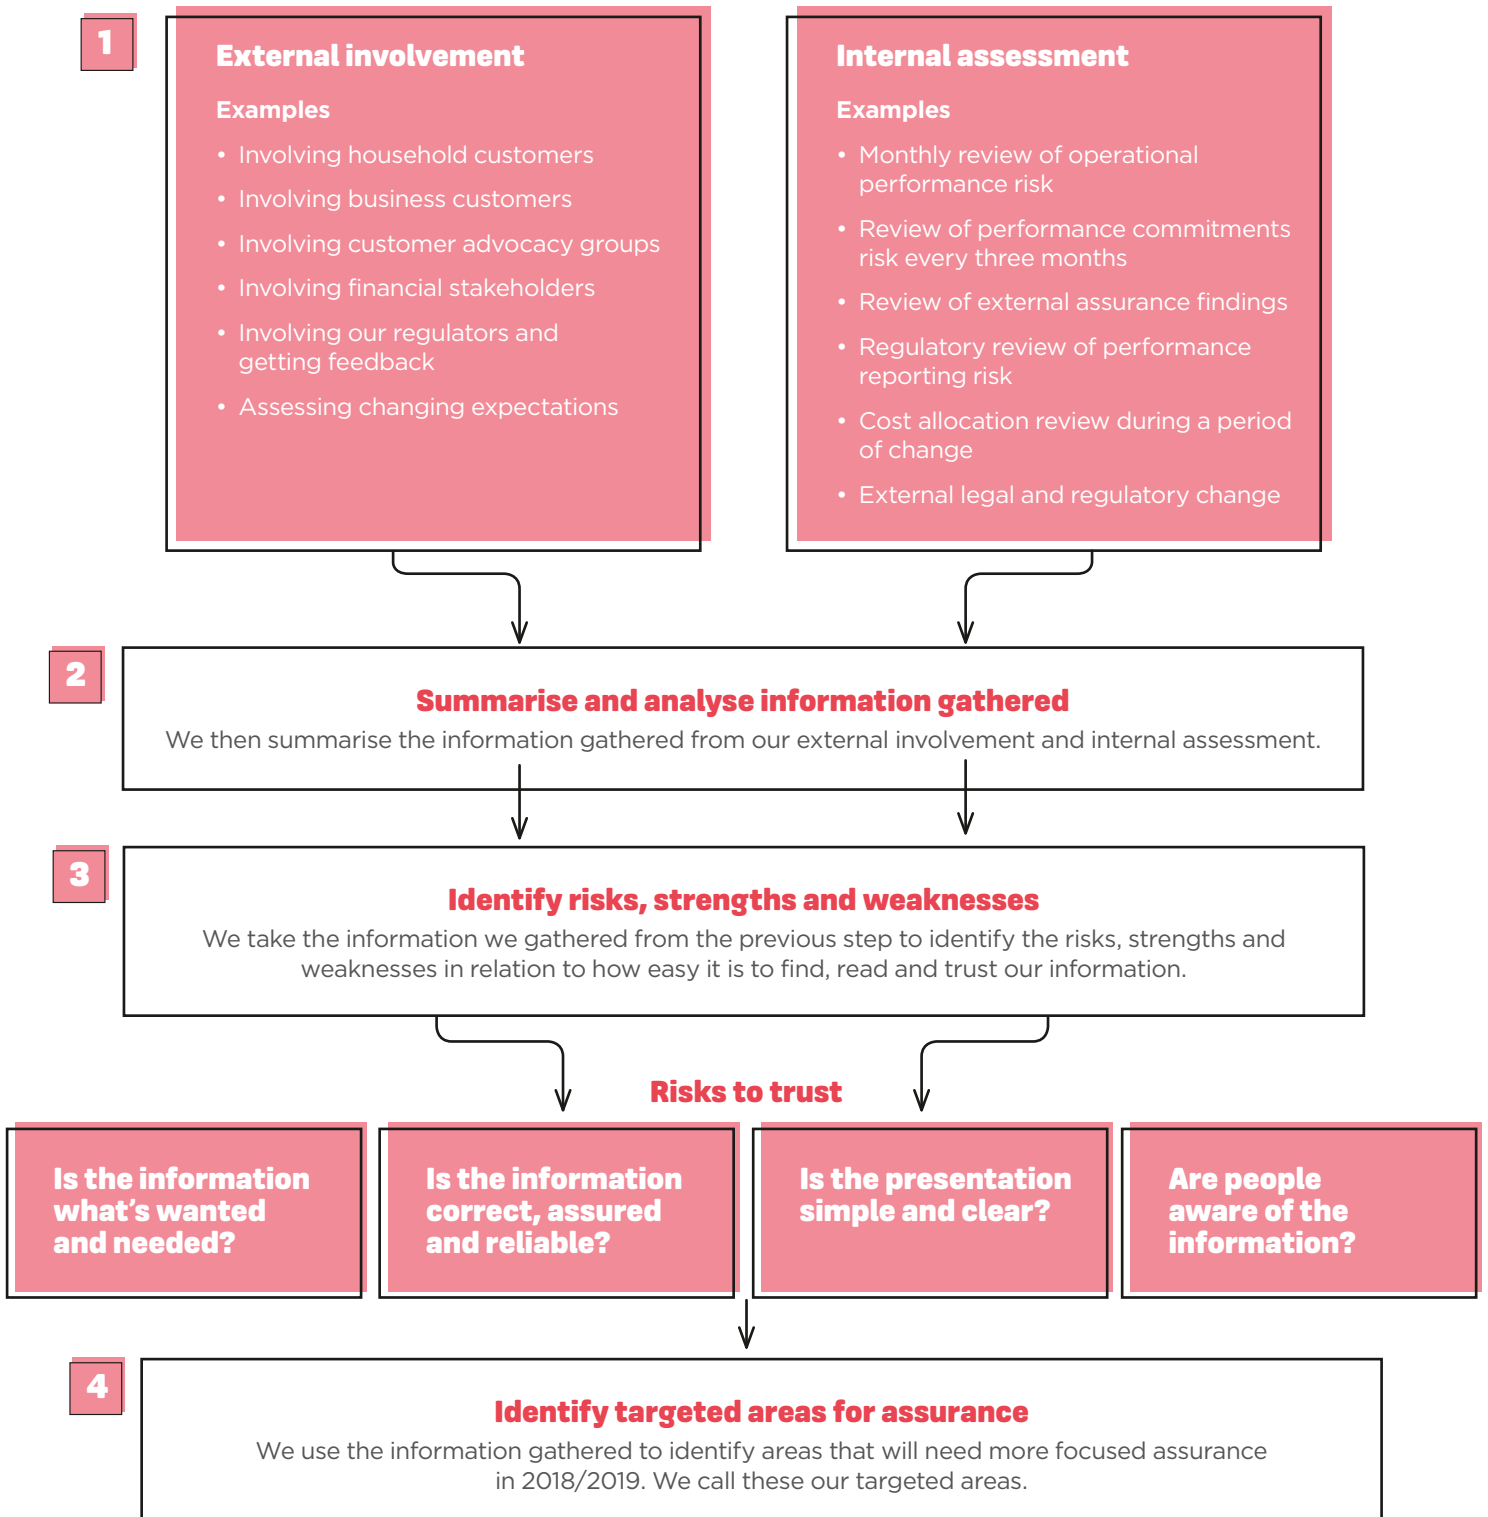 1
External involvement
Examples
• Involving household customers
• Involving business customers
• Involving customer advocacy groups
• Involving financial stakeholders
• Involving our regulators and
getting feedback
• Assessing changing expectations
Internal assessment
Examples
• Monthly review of operational
performance risk
• Review of performance commitments
risk every three months
• Review of external assurance findings
• Regulatory review of performance
reporting risk
• Cost allocation review during a period
of change
• External legal and regulatory change
2
Summarise and analyse information gathered
We then summarise the information gathered from our external involvement and internal assessment.
3
Identify risks, strengths and weaknesses
We take the information we gathered from the previous step to identify the risks, strengths and
weaknesses in relation to how easy it is to find, read and trust our information.
Risks to trust
Is the information
what’s wanted
and needed?
Is the information
correct, assured
and reliable?
Is the presentation
simple and clear?
Are people
aware of the
information?
4
Identify targeted areas for assurance
We use the information gathered to identify areas that will need more focused assurance
in 2018/2019. We call these our targeted areas.